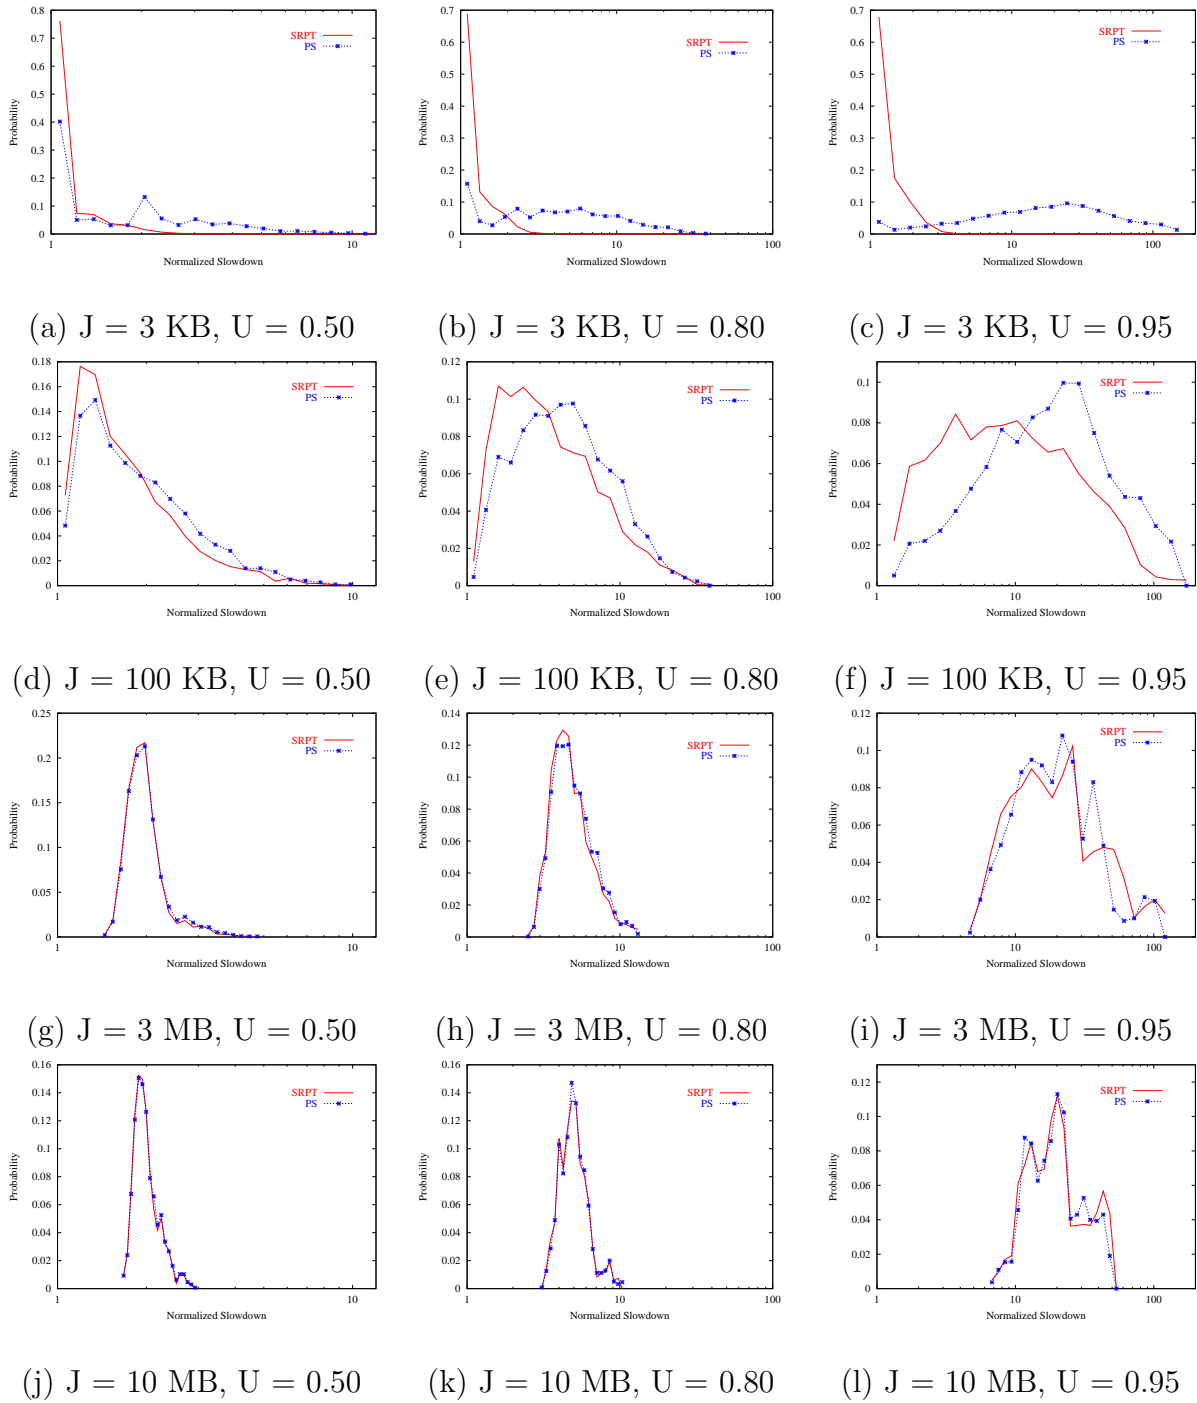 0.8
0.7
0.6
0.5
0.4
0.3
0.2
0.1
0
1
10
Probability
Normalized Slowdown
SRPT
PS
0.7
0.6
0.5
0.4
0.3
0.2
0.1
0
1
10
100
Probability
Normalized Slowdown
SRPT
PS
0.7
0.6
0.5
0.4
0.3
0.2
0.1
0
1
10
100
Probability
Normalized Slowdown
SRPT
PS
(a) J = 3 KB, U = 0.50
(b) J = 3 KB, U = 0.80
(c) J = 3 KB, U = 0.95
0.18
0.16
0.14
0.12
0.1
0.08
0.06
0.04
0.02
0
1
10
Probability
Normalized Slowdown
SRPT
PS
0.12
0.1
0.08
0.06
0.04
0.02
0
1
10
100
Probability
Normalized Slowdown
SRPT
PS
0.1
0.08
0.06
0.04
0.02
0
1
10
100
Probability
Normalized Slowdown
SRPT
PS
(d) J = 100 KB, U = 0.50
(e) J = 100 KB, U = 0.80
(f) J = 100 KB, U = 0.95
0.25
0.2
0.15
0.1
0.05
0
1
10
Probability
Normalized Slowdown
SRPT
PS
0.14
0.12
0.1
0.08
0.06
0.04
0.02
0
1
10
100
Probability
Normalized Slowdown
SRPT
PS
0.12
0.1
0.08
0.06
0.04
0.02
0
1
10
100
Probability
Normalized Slowdown
SRPT
PS
(g) J = 3 MB, U = 0.50
(h) J = 3 MB, U = 0.80
(i) J = 3 MB, U = 0.95
0.16
0.14
0.12
0.1
0.08
0.06
0.04
0.02
0
1
10
Probability
Normalized Slowdown
SRPT
PS
0.16
0.14
0.12
0.1
0.08
0.06
0.04
0.02
0
1
10
100
Probability
Normalized Slowdown
SRPT
PS
0.12
0.1
0.08
0.06
0.04
0.02
0
1
10
100
Probability
Normalized Slowdown
SRPT
PS
(j) J = 10 MB, U = 0.50
(k) J = 10 MB, U = 0.80
(l) J = 10 MB, U = 0.95